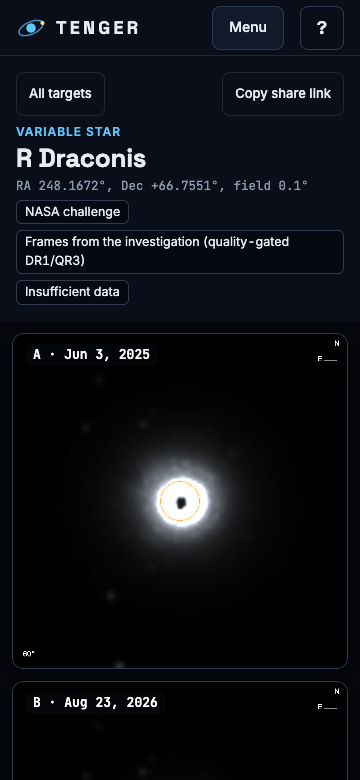 TENGER
Menu
?
All targets
Copy share link
VARIABLE STAR
R Draconis
RA 248.1672°, Dec +66.7551°, field 0.1°
NASA challenge
Frames from the investigation (quality-gated
DR1/QR3)
Insufficient data
A · Jun 3, 2025
N
E
60"
B · Aug 23, 2026
N
E